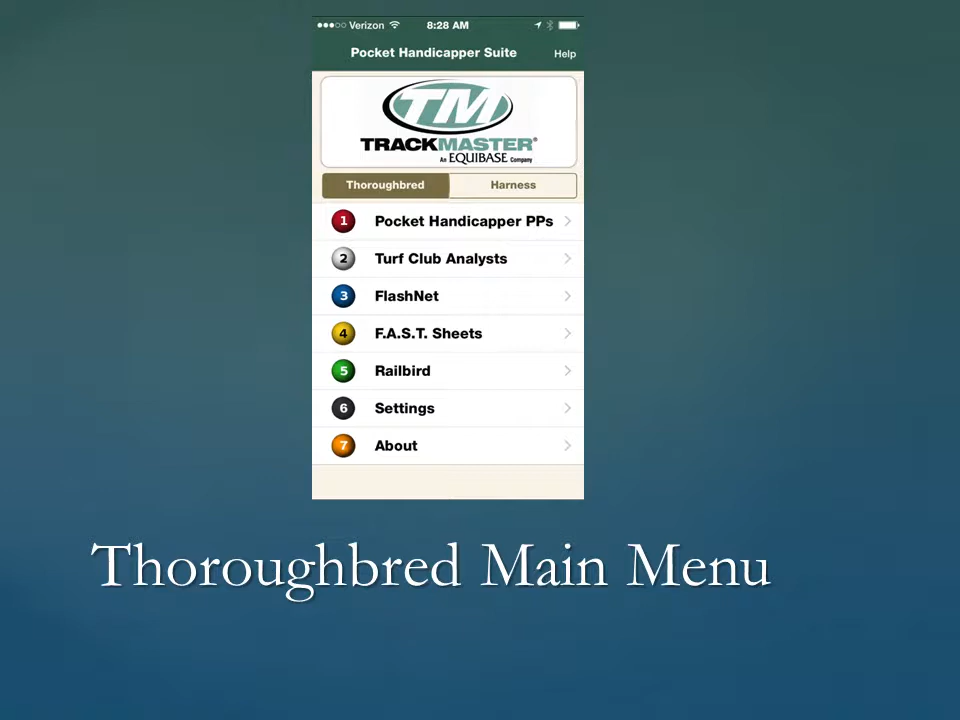 Verizon 8:28 AM
Pocket Handicapper Suite Help
TM
TRACKMASTER®
An EQUIBASE Company
Thoroughbred Harness
1 Pocket Handicapper PPs
2 Turf Club Analysts
3 FlashNet
4 F.A.S.T. Sheets
5 Railbird
6 Settings
7 About
Thoroughbred Main Menu